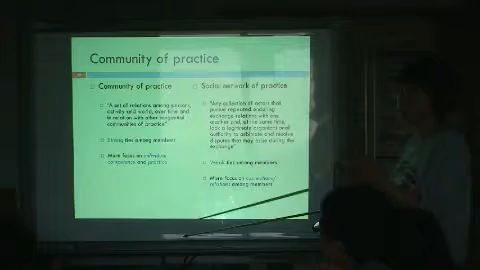 Community of practice
Community of practice
"A set of relations among persons,
activity and world, over time and
in relation with other tangential
communities of practice"
Strong ties among members
More focus on individual
competence and practice
Social network of practice
"Any collection of actors that
pursue repeated enduring
exchange relations with one
another and, at the same time,
lack a legitimate organizational
authority to arbitrate and resolve
disputes that may arise during the
exchange"
Weak ties among members
More focus on connections/
relations among members